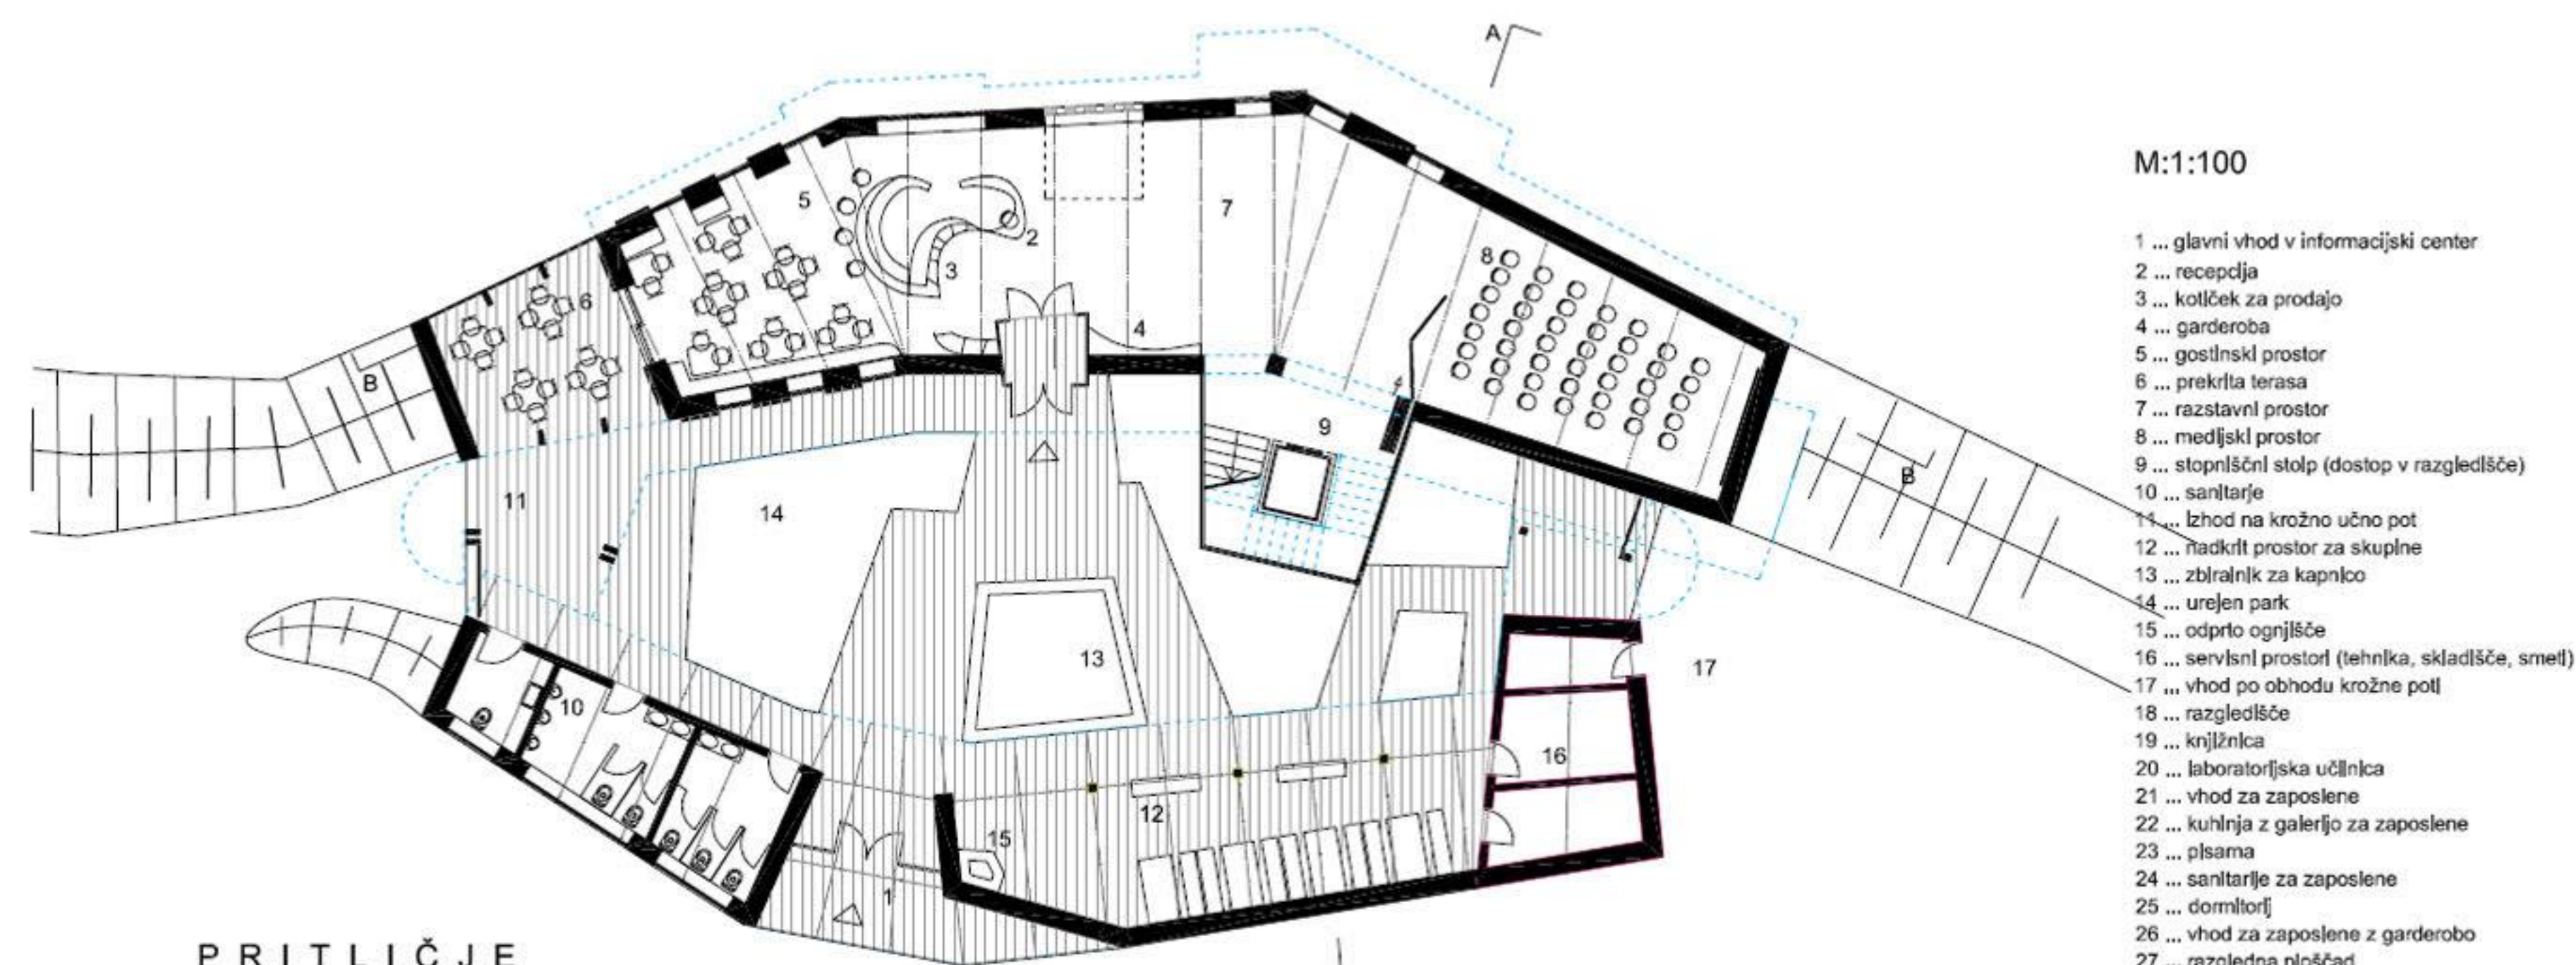 A
M:1:100
1 ... glavni vhod v informacijski center
2 ... recepcija
3 ... kotiček za prodajo
4 ... garderoba
5 ... gostinski prostor
6 ... prekrita terasa
7 ... razstavni prostor
8 ... medijski prostor
9 ... stopniščni stolp (dostop v razgledišče)
10 ... sanitarje
11 ... Izhod na krožno učno pot
12 ... nadkrit prostor za skupine
13 ... zbiralnik za kapnico
14 ... urejen park
15 ... odprto ognjišče
16 ... servisni prostori (tehnika, skladišče, smeti)
17 ... vhod po obhodu krožne poti
18 ... razgledišče
19 ... knjižnica
20 ... laboratorijska učilnica
21 ... vhod za zaposlene
22 ... kuhinja z galerijo za zaposlene
23 ... pisarna
24 ... sanitarije za zaposlene
25 ... dormitorij
26 ... vhod za zaposlene z garderobo
27 ... razgledna ploščad
5
7
2
8
3
6
4
B
9
B
11
14
13
17
10
16
12
15
1
PRITLIČJE